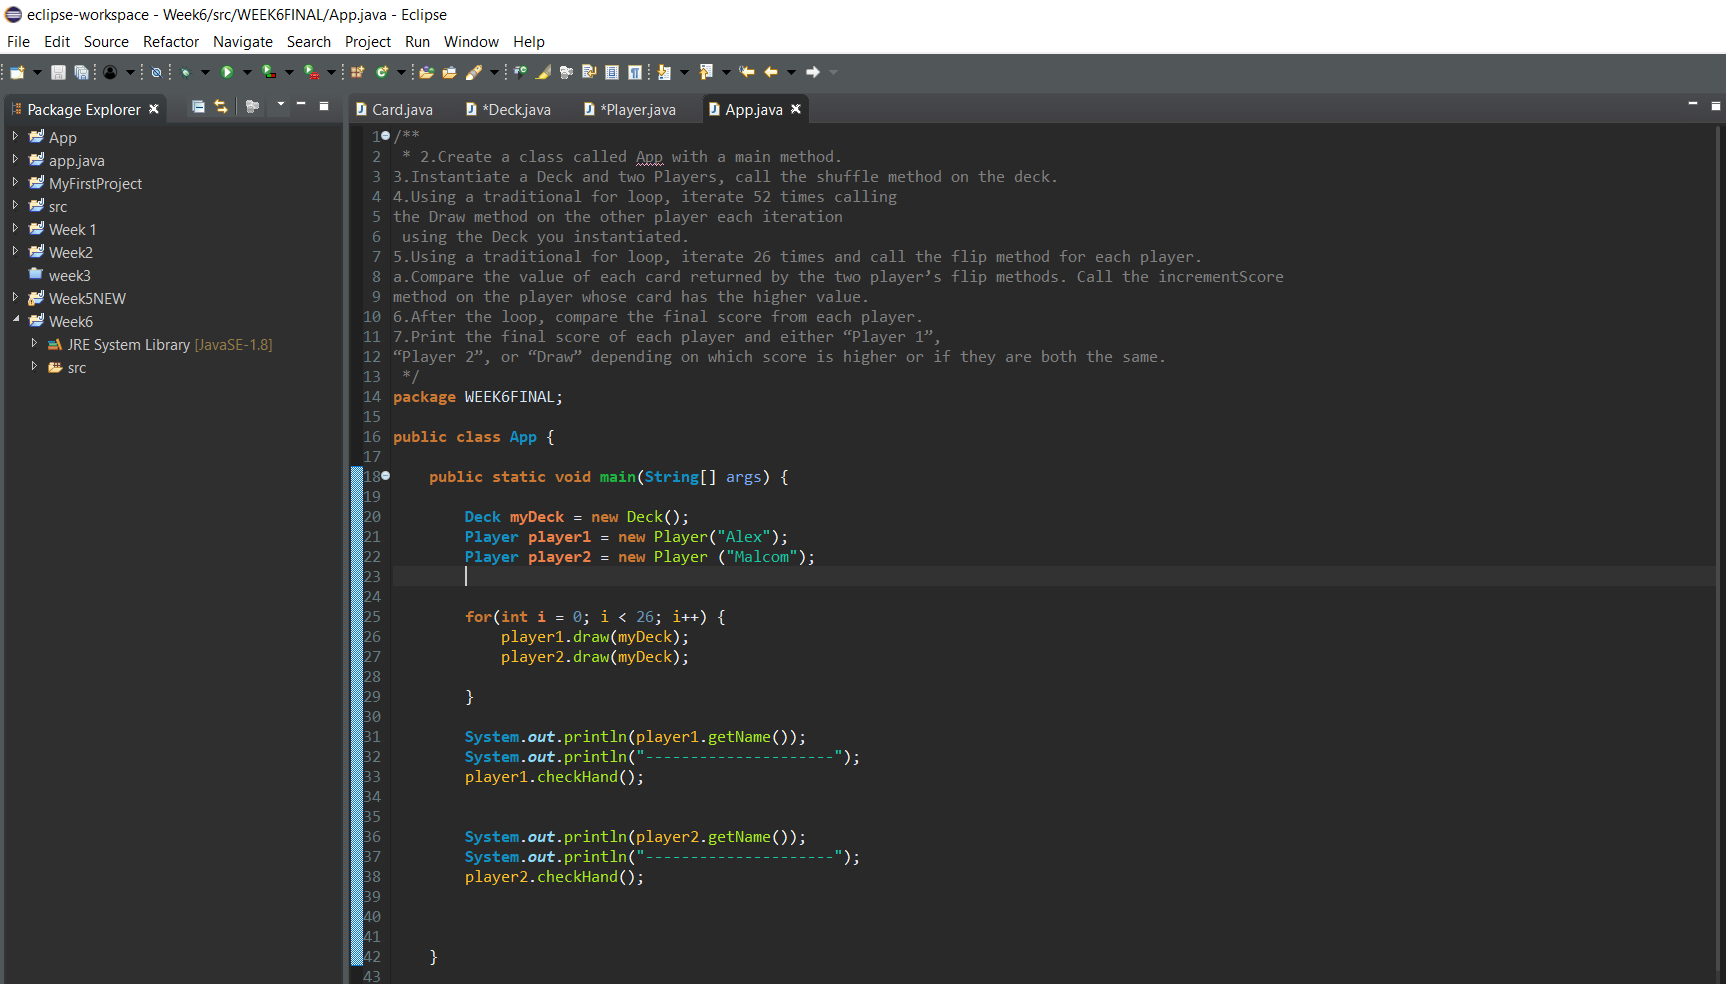 eclipse-workspace - Week6/src/WEEK6FINAL/App.java - Eclipse
File Edit Source Refactor Navigate Search Project Run Window Help
Package Explorer
App
app.java
MyFirstProject
src
Week 1
Week2
week3
Week5NEW
Week6
JRE System Library [JavaSE-1.8]
src
Card.java *Deck.java *Player.java App.java
1 /**
2  * 2.Create a class called App with a main method.
3 3.Instantiate a Deck and two Players, call the shuffle method on the deck.
4 4.Using a traditional for loop, iterate 52 times calling
5 the Draw method on the other player each iteration
6  using the Deck you instantiated.
7 5.Using a traditional for loop, iterate 26 times and call the flip method for each player.
8 a.Compare the value of each card returned by the two player’s flip methods. Call the incrementScore
9 method on the player whose card has the higher value.
10 6.After the loop, compare the final score from each player.
11 7.Print the final score of each player and either “Player 1”,
12 “Player 2”, or “Draw” depending on which score is higher or if they are both the same.
13  */
14 package WEEK6FINAL;
15
16 public class App {
17
18     public static void main(String[] args) {
19
20         Deck myDeck = new Deck();
21         Player player1 = new Player("Alex");
22         Player player2 = new Player ("Malcom");
23
24
25         for(int i = 0; i < 26; i++) {
26             player1.draw(myDeck);
27             player2.draw(myDeck);
28
29         }
30
31         System.out.println(player1.getName());
32         System.out.println("---------------------");
33         player1.checkHand();
34
35
36         System.out.println(player2.getName());
37         System.out.println("---------------------");
38         player2.checkHand();
39
40
41
42     }
43